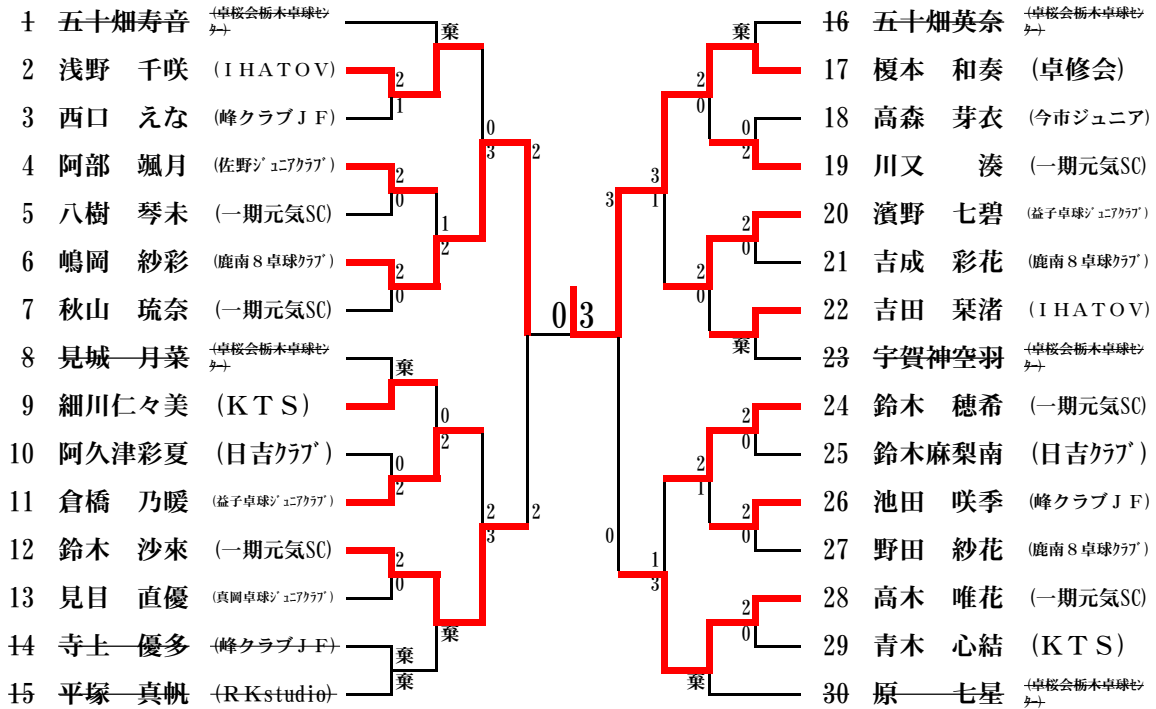 1 五十畑寿音 (卓桜会栃木卓球センター)
2 浅野 千咲 (ＩＨＡＴＯＶ)
3 西口 えな (峰クラブＪＦ)
4 阿部 颯月 (佐野ｼﾞｭﾆｱクラブ)
5 八樹 琴未 (一期元気SC)
6 嶋岡 紗彩 (鹿南８卓球ｸﾗﾌﾞ)
7 秋山 琉奈 (一期元気SC)
8 見城 月菜 (卓桜会栃木卓球センター)
9 細川仁々美 (ＫＴＳ)
10 阿久津彩夏 (日吉ｸﾗﾌﾞ)
11 倉橋 乃暖 (益子卓球ｼﾞｭﾆｱｸﾗﾌﾞ)
12 鈴木 沙來 (一期元気SC)
13 見目 直優 (真岡卓球ｼﾞｭﾆｱｸﾗﾌﾞ)
14 寺上 優多 (峰クラブＪＦ)
15 平塚 真帆 (ＲＫstudio)
棄
2
1
2
0
2
0
棄
0
2
2
0
棄
棄
1
2
0
2
棄
0
3
2
3
2
2
0 3
3
0
3
1
1
3
2
0
2
0
2
1
棄
棄
0
2
2
0
棄
2
0
2
0
2
0
16 五十畑英奈 (卓桜会栃木卓球センター)
17 榎本 和奏 (卓修会)
18 高森 芽衣 (今市ジュニア)
19 川又 湊 (一期元気SC)
20 濱野 七碧 (益子卓球ｼﾞｭﾆｱｸﾗﾌﾞ)
21 吉成 彩花 (鹿南８卓球ｸﾗﾌﾞ)
22 吉田 栞渚 (ＩＨＡＴＯＶ)
23 宇賀神空羽 (卓桜会栃木卓球センター)
24 鈴木 穂希 (一期元気SC)
25 鈴木麻梨南 (日吉ｸﾗﾌﾞ)
26 池田 咲季 (峰クラブＪＦ)
27 野田 紗花 (鹿南８卓球ｸﾗﾌﾞ)
28 高木 唯花 (一期元気SC)
29 青木 心結 (ＫＴＳ)
30 原 七星 (卓桜会栃木卓球センター)